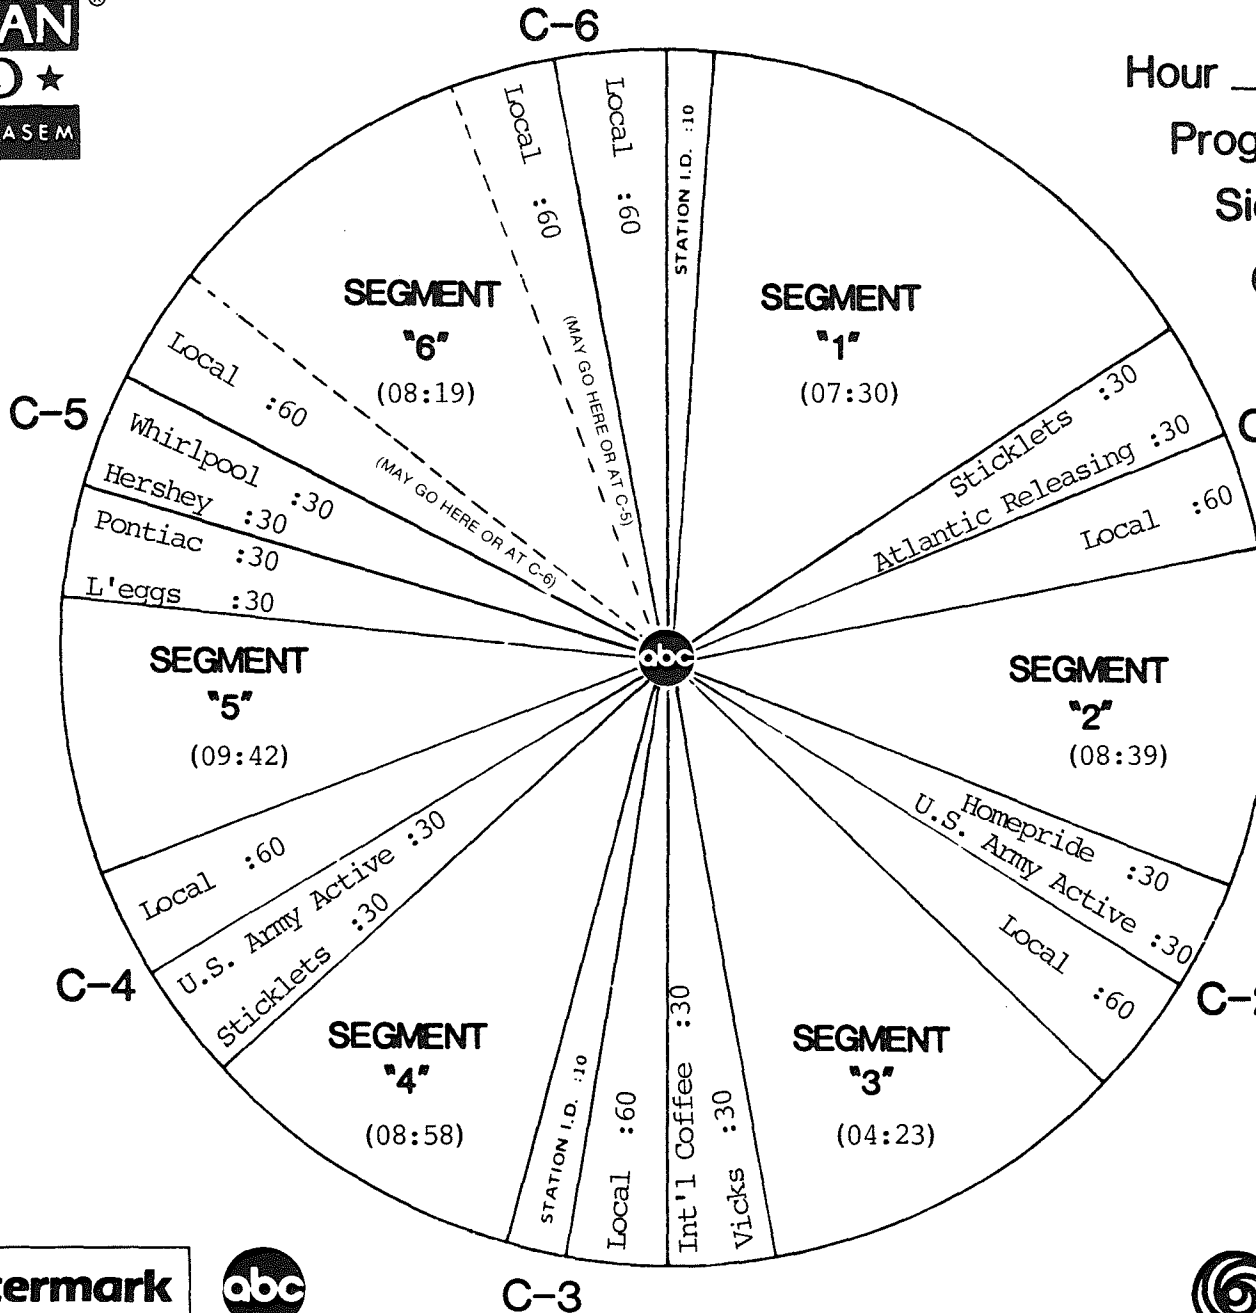 AN
®
ASEM
C-6
Hour
Prog
Local :60
Local :60
STATION I.D. :10
(MAY GO HERE OR AT C-5)
SEGMENT
"6"
(08:19)
SEGMENT
"1"
(07:30)
Sticklets :30
Atlantic Releasing :30
Local :60
C-5
Local :60
(MAY GO HERE OR AT C-6)
Whirlpool :30
Hershey :30
Pontiac :30
L'eggs :30
abc
SEGMENT
"5"
(09:42)
SEGMENT
"2"
(08:39)
Homepride :30
U.S. Army Active :30
Local :60
C-2
Local :60
U.S. Army Active :30
Sticklets :30
C-4
SEGMENT
"4"
(08:58)
STATION I.D. :10
Local :60
Int'l Coffee :30
Vicks :30
SEGMENT
"3"
(04:23)
C-3
termark
abc